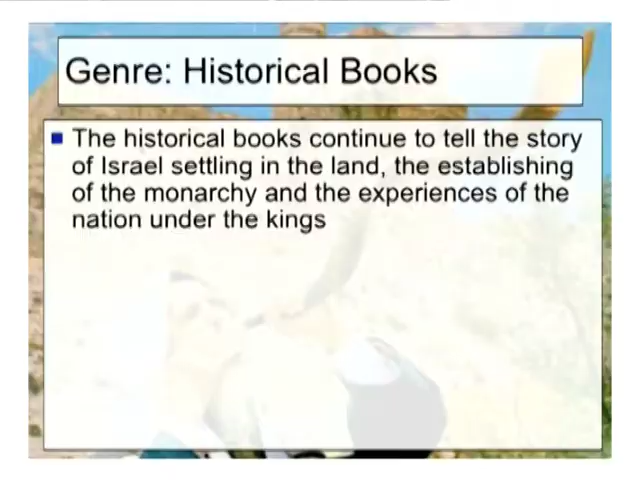 Genre: Historical Books
The historical books continue to tell the story
of Israel settling in the land, the establishing
of the monarchy and the experiences of the
nation under the kings